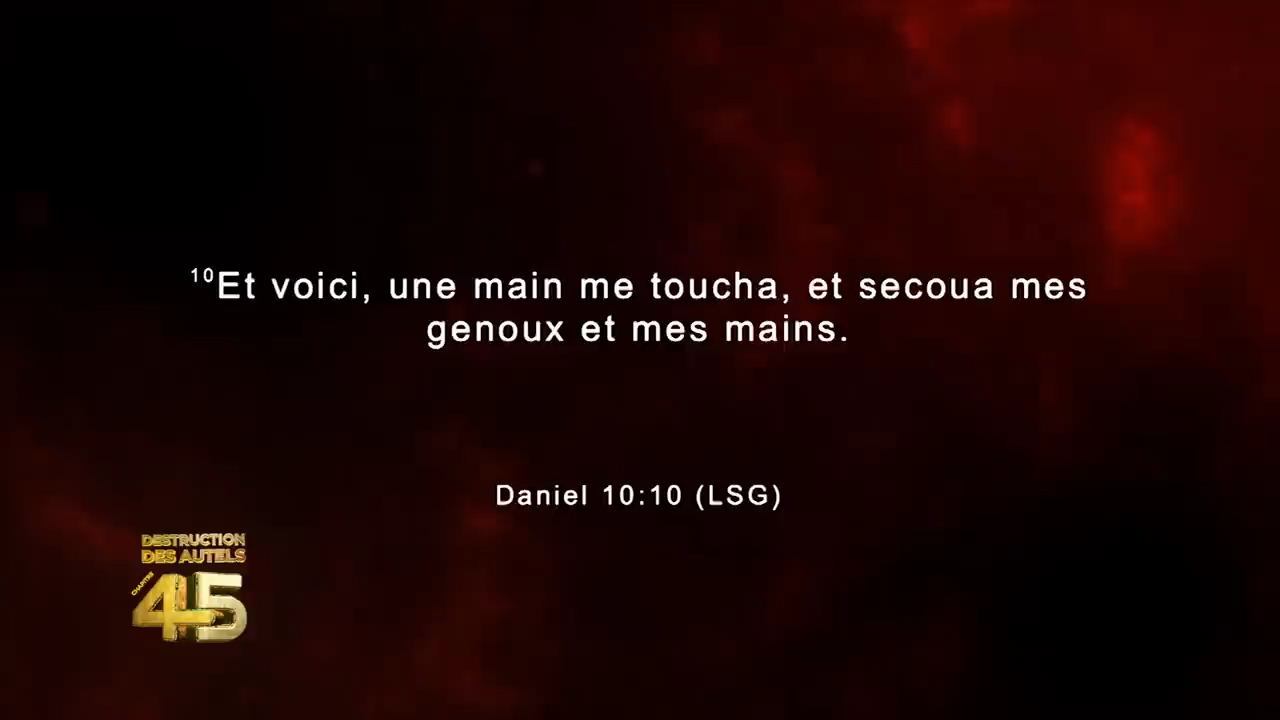 10Et voici, une main me toucha, et secoua mes
genoux et mes mains.
Daniel 10:10 (LSG)
DESTRUCTION
DES AUTELS
CHAPITRE
45